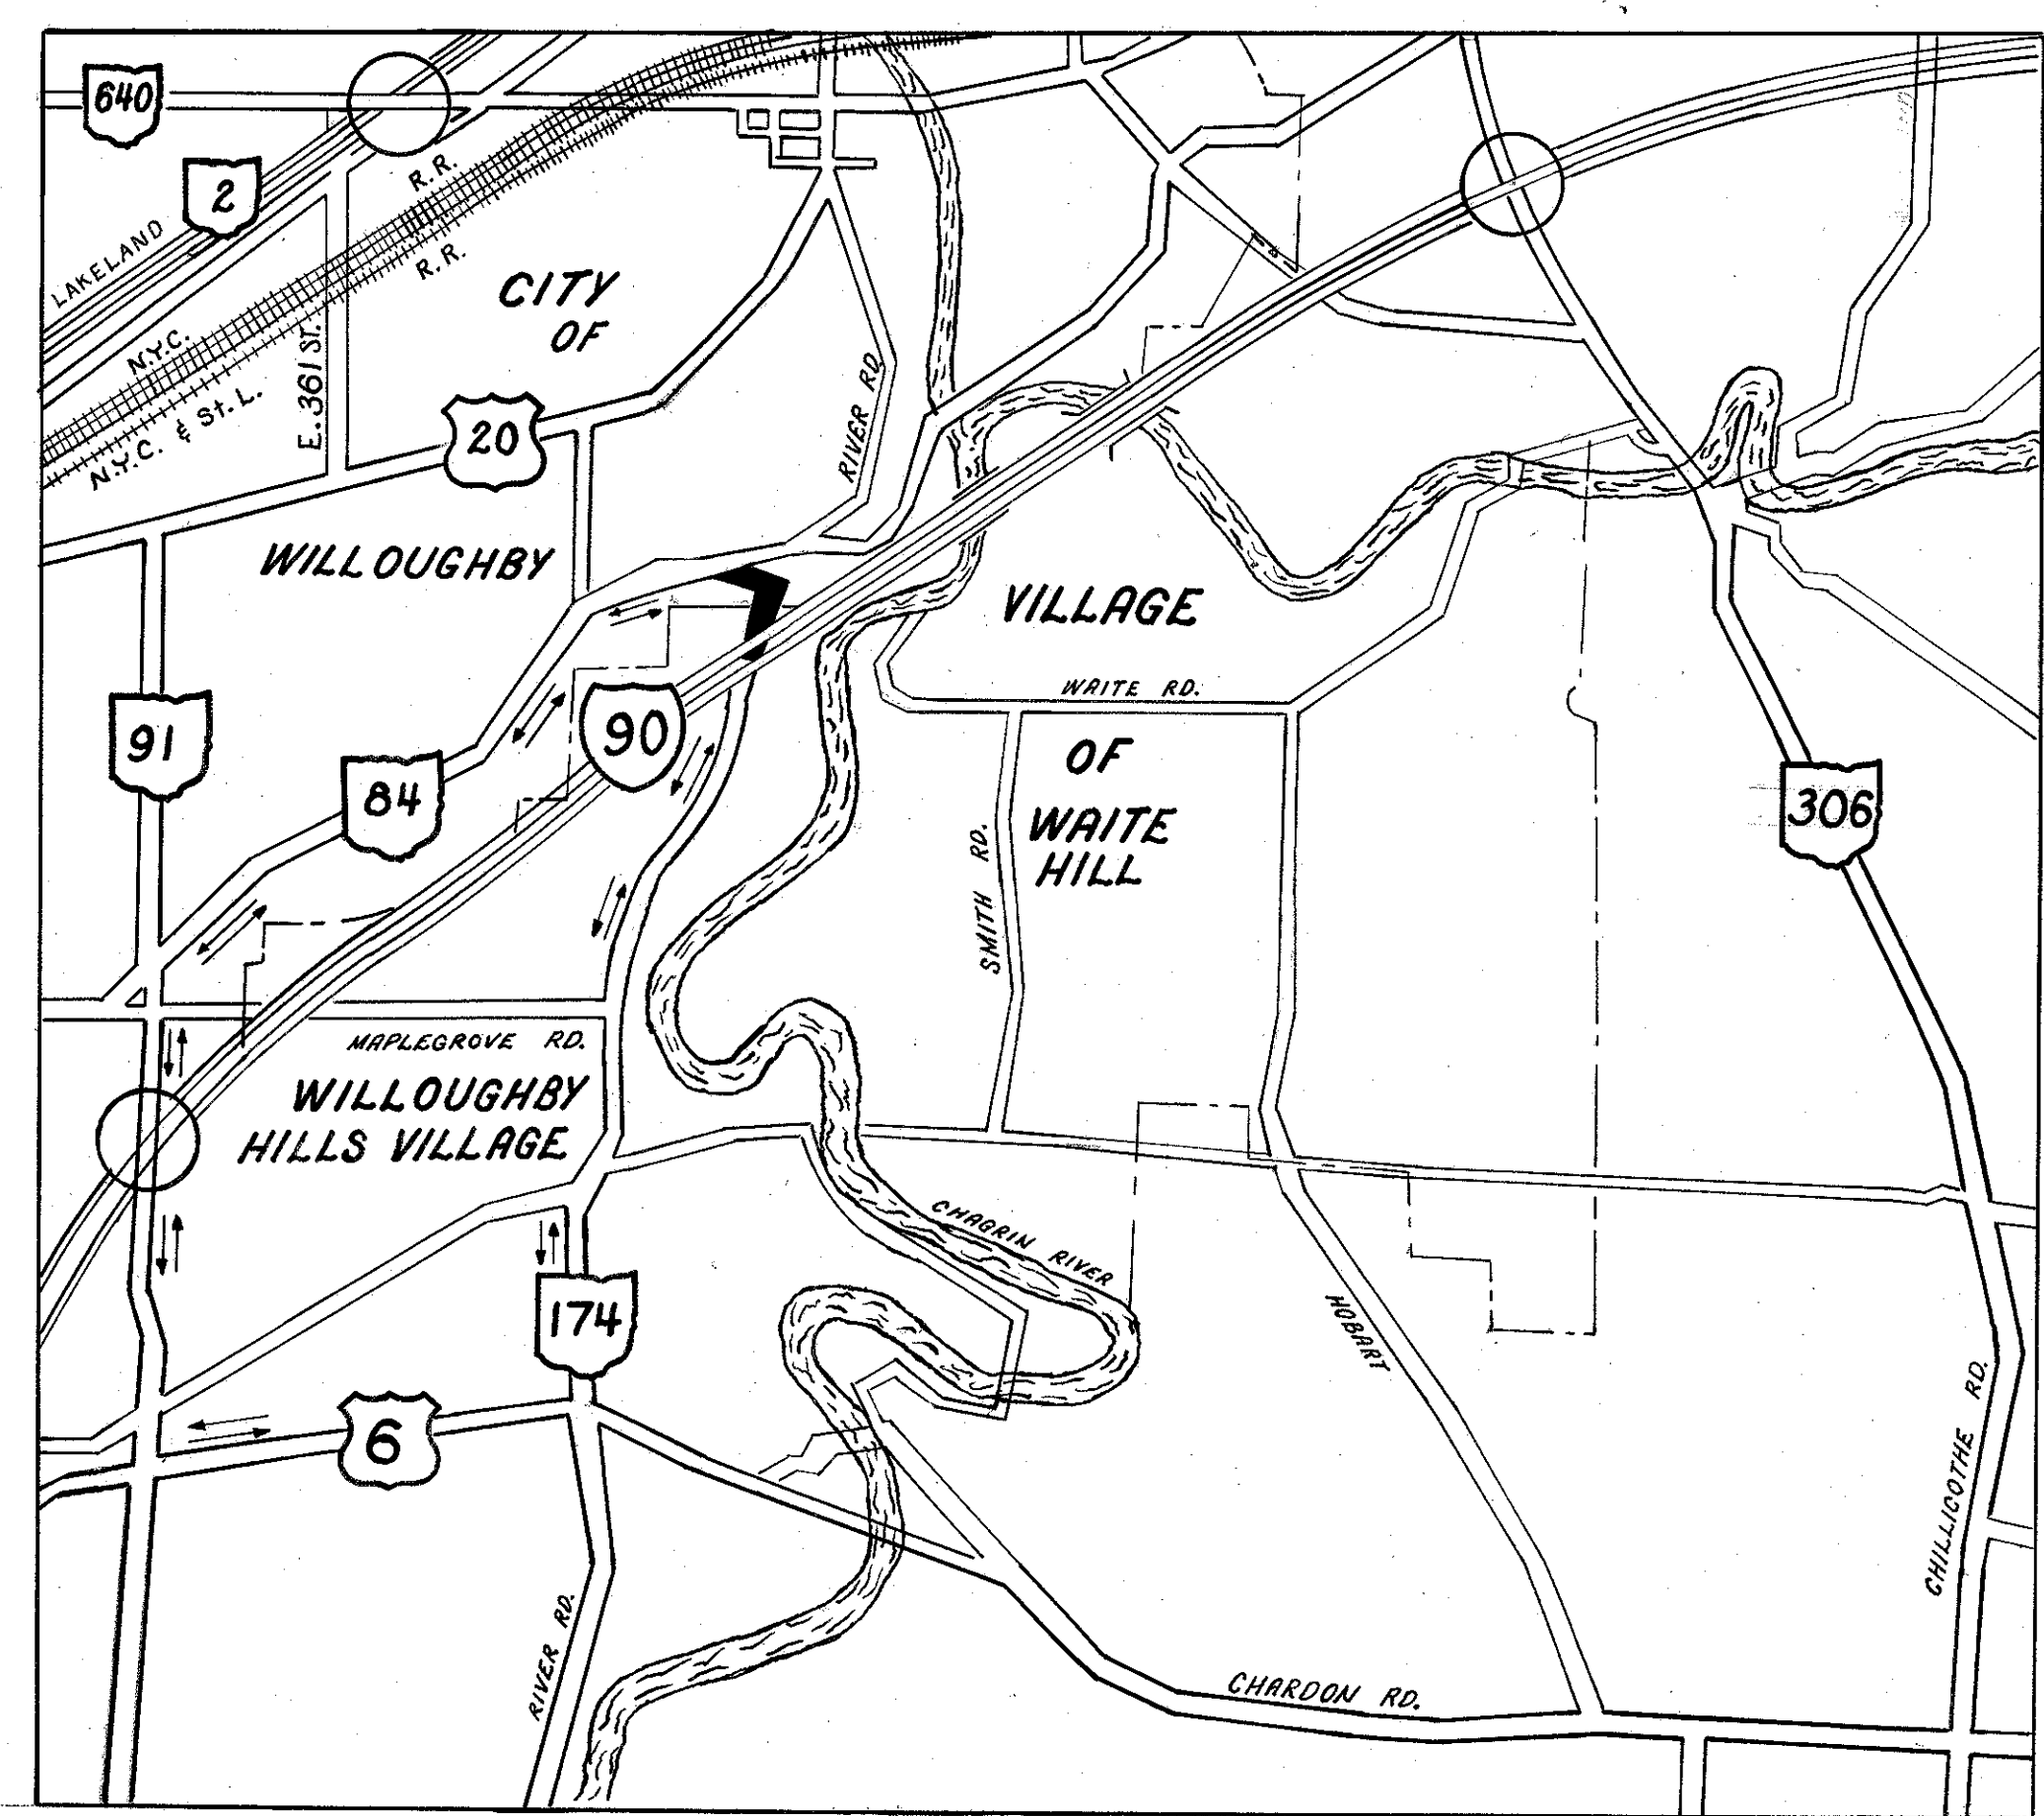 640
2
LAKELAND
R.R.
R.R.
N.Y.C.
N.Y.C. & St. L.
E. 361 ST.
CITY
OF
WILLOUGHBY
20
RIVER RD.
VILLAGE
OF
WAITE
HILL
WAITE RD.
90
91
84
306
SMITH RD.
MAPLEGROVE RD.
WILLOUGHBY
HILLS VILLAGE
CHAGRIN RIVER
174
HOBART
6
CHILLICOTHE RD.
RIVER RD.
CHARDON RD.